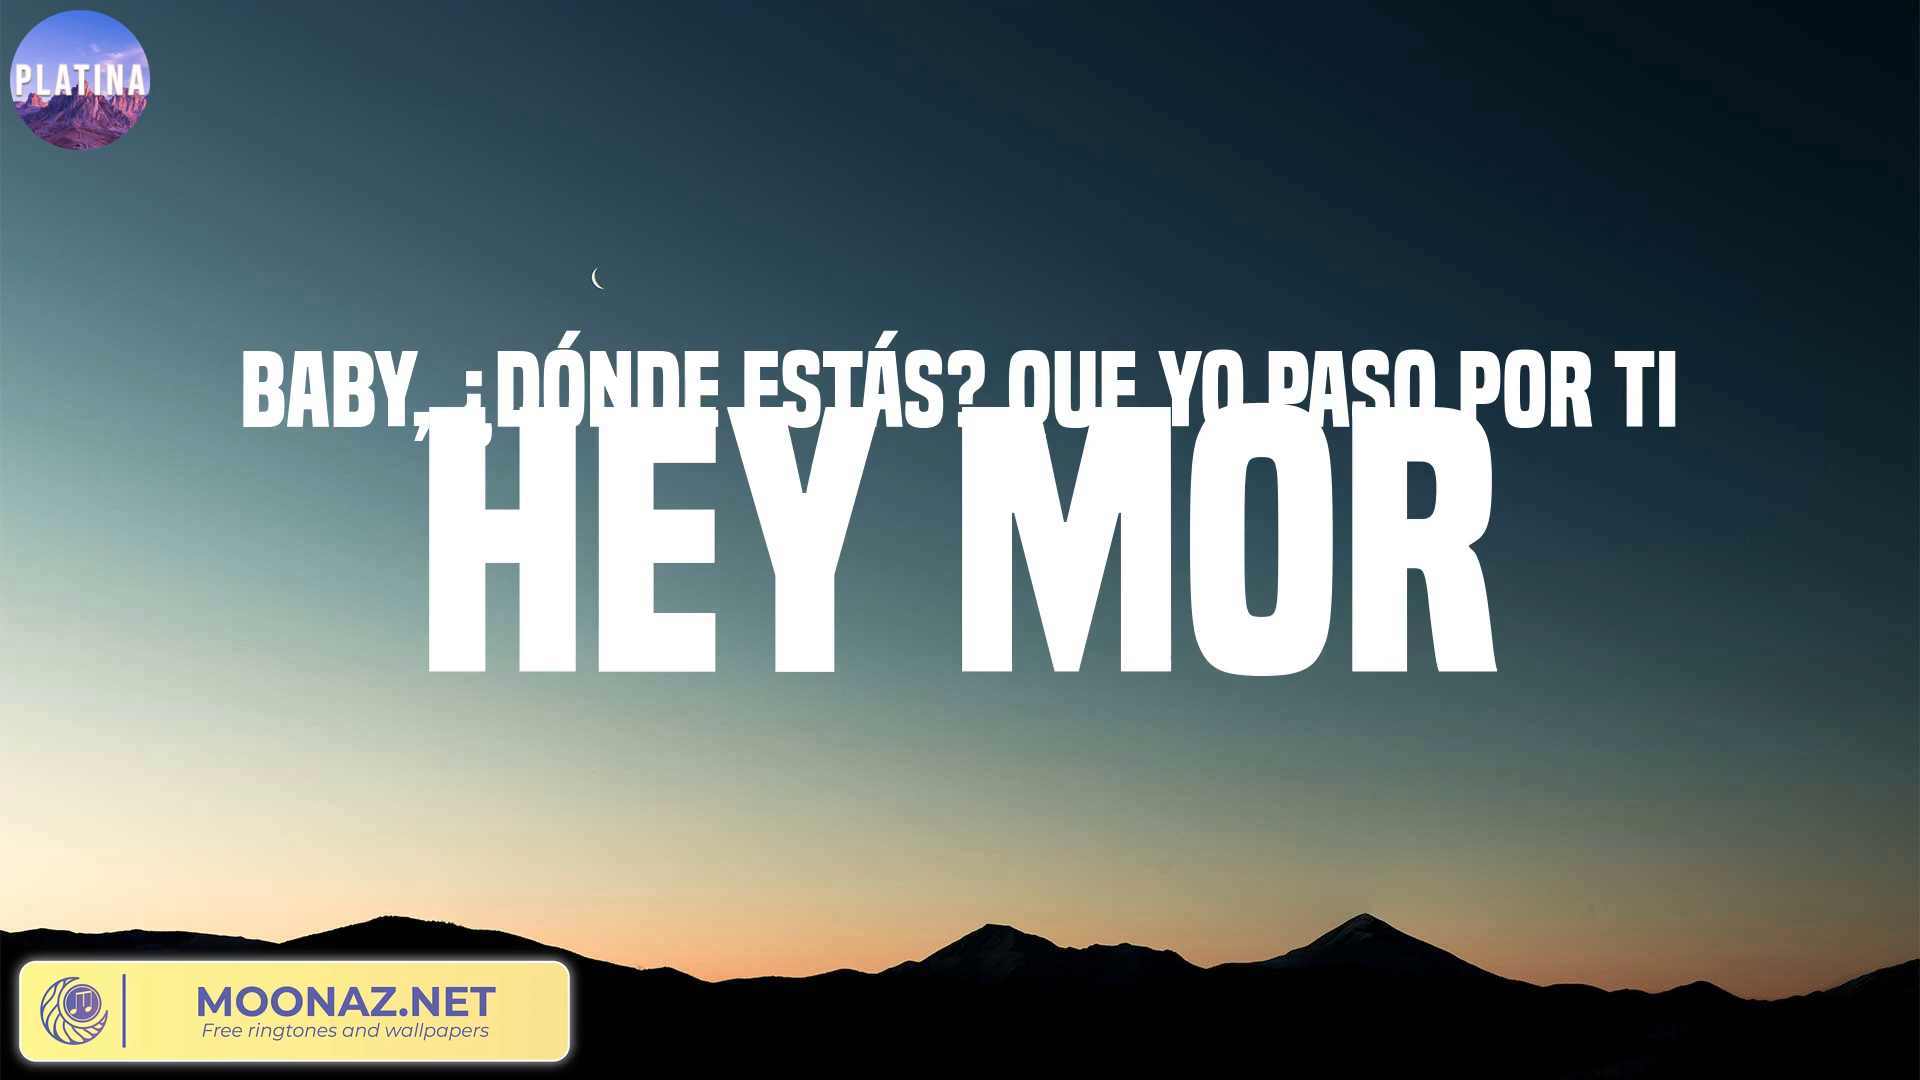 PLATINA
BABY, ¿DÓNDE ESTÁS? QUE YO PASO POR TI
HEY MOR
MOONAZ.NET
Free ringtones and wallpapers